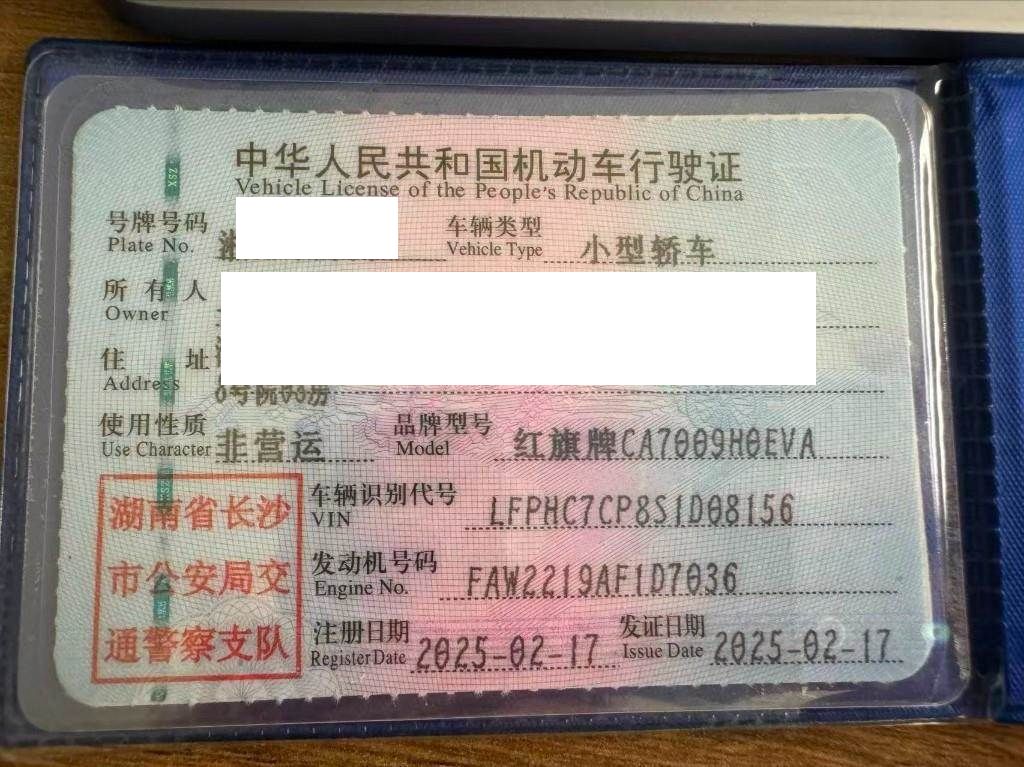 中华人民共和国机动车行驶证
Vehicle License of the People's Republic of China
号牌号码 车辆类型 小型轿车
Plate No. Vehicle Type
所有人
Owner
住址
Address
号院
使用性质 非营运 品牌型号 红旗牌CA7009H0EVA
Use Character Model
车辆识别代号 LFPHC7CP8S1D08156
VIN
发动机号码 FAW2219AF1D7036
Engine No.
注册日期 2025-02-17 发证日期 2025-02-17
Register Date Issue Date
湖南省长沙
市公安局交
通警察支队